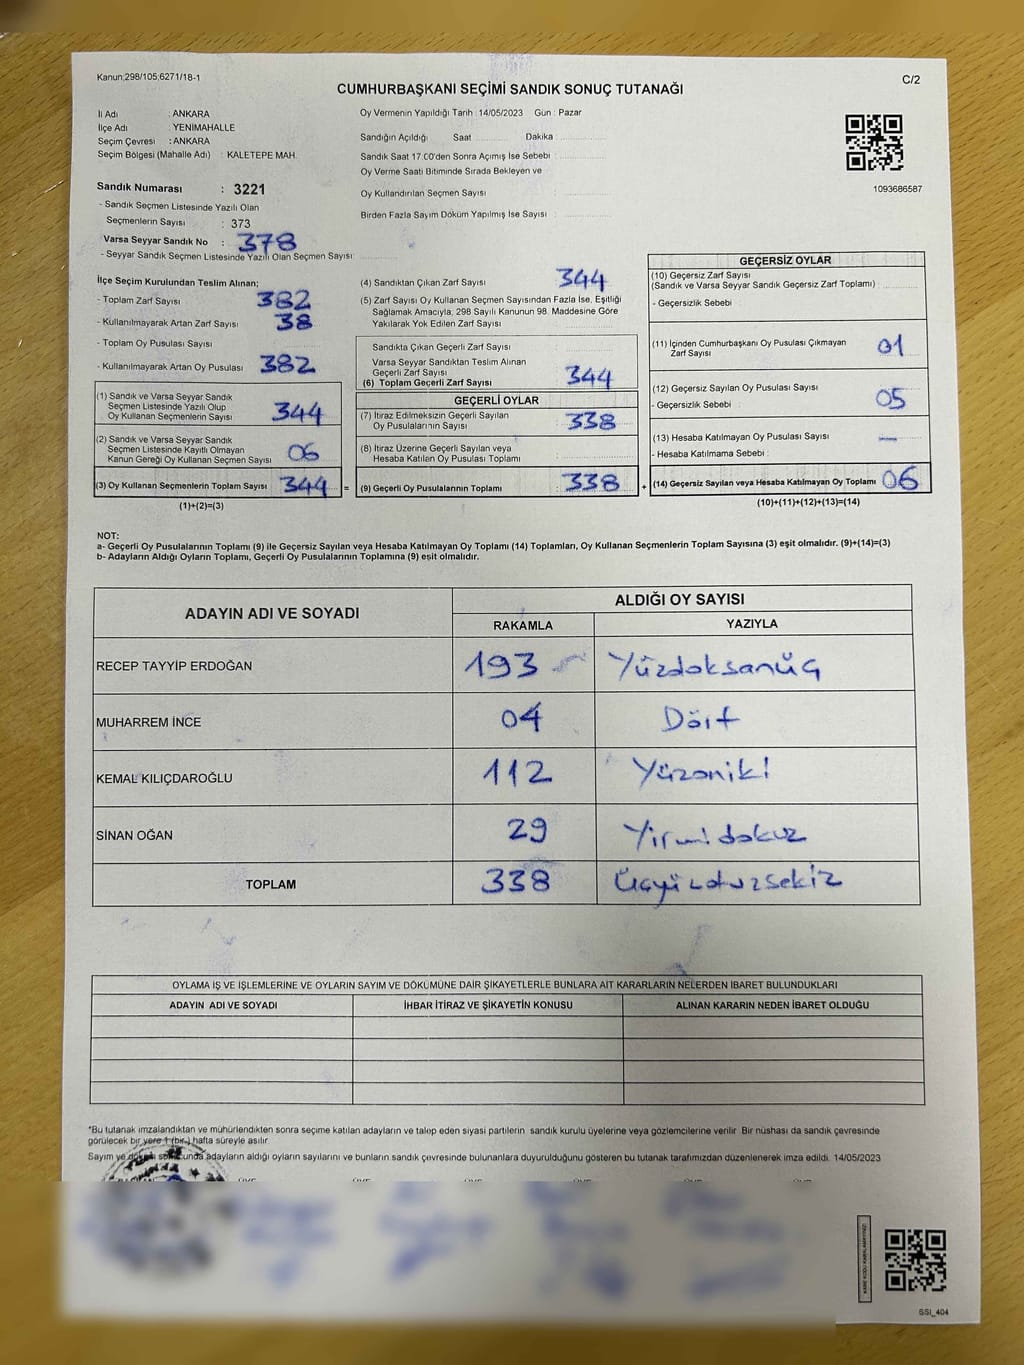 Kanun;298/105;6271/18-1
C/2
CUMHURBAŞKANI SEÇİMİ SANDIK SONUÇ TUTANAĞI
İli Adı : ANKARA
İlçe Adı : YENİMAHALLE
Seçim Çevresi : ANKARA
Seçim Bölgesi (Mahalle Adı) : KALETEPE MAH.
Sandık Numarası : 3221
- Sandık Seçmen Listesinde Yazılı Olan
Seçmenlerin Sayısı : 373
Varsa Seyyar Sandık No : 378
- Seyyar Sandık Seçmen Listesinde Yazılı Olan Seçmen Sayısı:
Oy Vermenin Yapıldığı Tarih : 14/05/2023 Gün : Pazar
Sandığın Açıldığı Saat Dakika :
Sandık Saat 17.00'den Sonra Açımış İse Sebebi :
Oy Verme Saati Bitiminde Sırada Bekleyen ve
Oy Kullandırılan Seçmen Sayısı :
Birden Fazla Sayım Döküm Yapılmış İse Sayısı :
1093686587
İlçe Seçim Kurulundan Teslim Alınan;
- Toplam Zarf Sayısı 382
- Kullanılmayarak Artan Zarf Sayısı 38
- Toplam Oy Pusulası Sayısı
- Kullanılmayarak Artan Oy Pusulası 382
(1) Sandık ve Varsa Seyyar Sandık
Seçmen Listesinde Yazılı Olup
Oy Kullanan Seçmenlerin Sayısı 344
(2) Sandık ve Varsa Seyyar Sandık
Seçmen Listesinde Kayıtlı Olmayan
Kanun Gereği Oy Kullanan Seçmen Sayısı 06
(3) Oy Kullanan Seçmenlerin Toplam Sayısı 344 =
(1)+(2)=(3)
(4) Sandıktan Çıkan Zarf Sayısı 344
(5) Zarf Sayısı Oy Kullanan Seçmen Sayısından Fazla İse, Eşitliği
Sağlamak Amacıyla, 298 Sayılı Kanunun 98. Maddesine Göre
Yakılarak Yok Edilen Zarf Sayısı
Sandıkta Çıkan Geçerli Zarf Sayısı
Varsa Seyyar Sandıktan Teslim Alınan
Geçerli Zarf Sayısı
(6) Toplam Geçerli Zarf Sayısı 344
GEÇERLİ OYLAR
(7) İtiraz Edilmeksizin Geçerli Sayılan
Oy Pusulalarının Sayısı 338
(8) İtiraz Üzerine Geçerli Sayılan veya
Hesaba Katılan Oy Pusulası Toplamı
(9) Geçerli Oy Pusulalarının Toplamı 338 +
GEÇERSİZ OYLAR
(10) Geçersiz Zarf Sayısı
(Sandık ve Varsa Seyyar Sandık Geçersiz Zarf Toplamı)
- Geçersizlik Sebebi :
(11) İçinden Cumhurbaşkanı Oy Pusulası Çıkmayan
Zarf Sayısı 01
(12) Geçersiz Sayılan Oy Pusulası Sayısı
- Geçersizlik Sebebi : 05
(13) Hesaba Katılmayan Oy Pusulası Sayısı —
- Hesaba Katılmama Sebebi :
(14) Geçersiz Sayılan veya Hesaba Katılmayan Oy Toplamı 06
(10)+(11)+(12)+(13)=(14)
NOT:
a- Geçerli Oy Pusulalarının Toplamı (9) ile Geçersiz Sayılan veya Hesaba Katılmayan Oy Toplamı (14) Toplamları, Oy Kullanan Seçmenlerin Toplam Sayısına (3) eşit olmalıdır. (9)+(14)=(3)
b- Adayların Aldığı Oyların Toplamı, Geçerli Oy Pusulalarının Toplamına (9) eşit olmalıdır.
ADAYIN ADI VE SOYADI
ALDIĞI OY SAYISI
RAKAMLA YAZIYLA
RECEP TAYYİP ERDOĞAN 193 Yüzdoksanüç
MUHARREM İNCE 04 Dört
KEMAL KILIÇDAROĞLU 112 Yüzoniki
SİNAN OĞAN 29 Yirmidokuz
TOPLAM 338 Üçyüzotuzsekiz
OYLAMA İŞ VE İŞLEMLERİNE VE OYLARIN SAYIM VE DÖKÜMÜNE DAİR ŞİKAYETLERLE BUNLARA AİT KARARLARIN NELERDEN İBARET BULUNDUKLARI
ADAYIN ADI VE SOYADI İHBAR İTİRAZ VE ŞİKAYETİN KONUSU ALINAN KARARIN NEDEN İBARET OLDUĞU
*Bu tutanak imzalandıktan ve mühürlendikten sonra seçime katılan adayların ve talep eden siyasi partilerin sandık kurulu üyelerine veya gözlemcilerine verilir. Bir nüshası da sandık çevresinde
görülecek bir yere 1 (bir) hafta süreyle asılır.
Sayım ve döküm sonucunda adayların aldığı oyların sayılarını ve bunların sandık çevresinde bulunanlara duyurulduğunu gösteren bu tutanak tarafımızdan düzenlenerek imza edildi. 14/05/2023
SSI_404